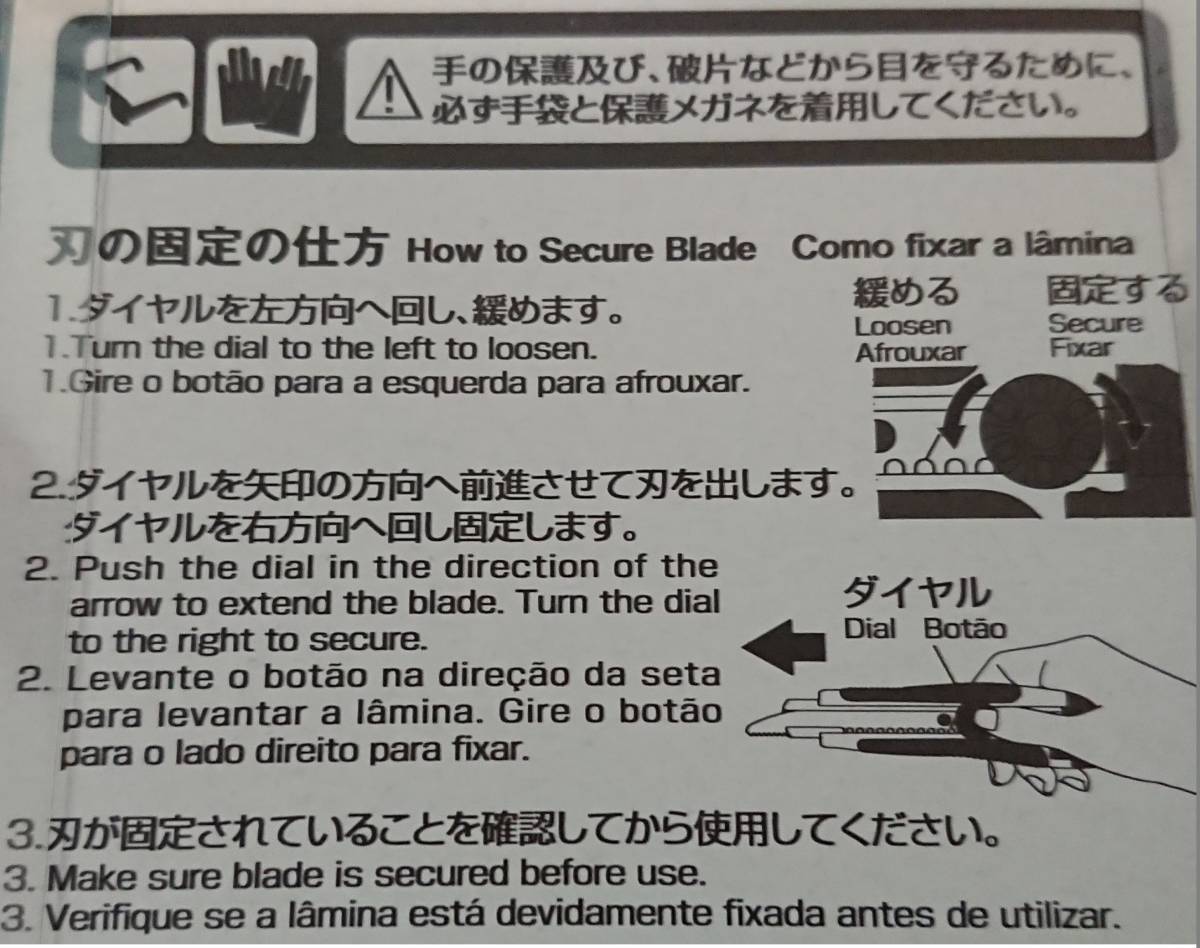 手の保護及び、破片などから目を守るために、
必ず手袋と保護メガネを着用してください。
刃の固定の仕方 How to Secure Blade Como fixar a lâmina
1.ダイヤルを左方向へ回し、緩めます。
1.Turn the dial to the left to loosen.
1.Gire o botão para a esquerda para afrouxar.
緩める 固定する
Loosen Secure
Afrouxar Fixar
2.ダイヤルを矢印の方向へ前進させて刃を出します。
ダイヤルを右方向へ回し固定します。
2. Push the dial in the direction of the
arrow to extend the blade. Turn the dial
to the right to secure.
2. Levante o botão na direção da seta
para levantar a lâmina. Gire o botão
para o lado direito para fixar.
ダイヤル
Dial Botão
3.刃が固定されていることを確認してから使用してください。
3. Make sure blade is secured before use.
3. Verifique se a lâmina está devidamente fixada antes de utilizar.